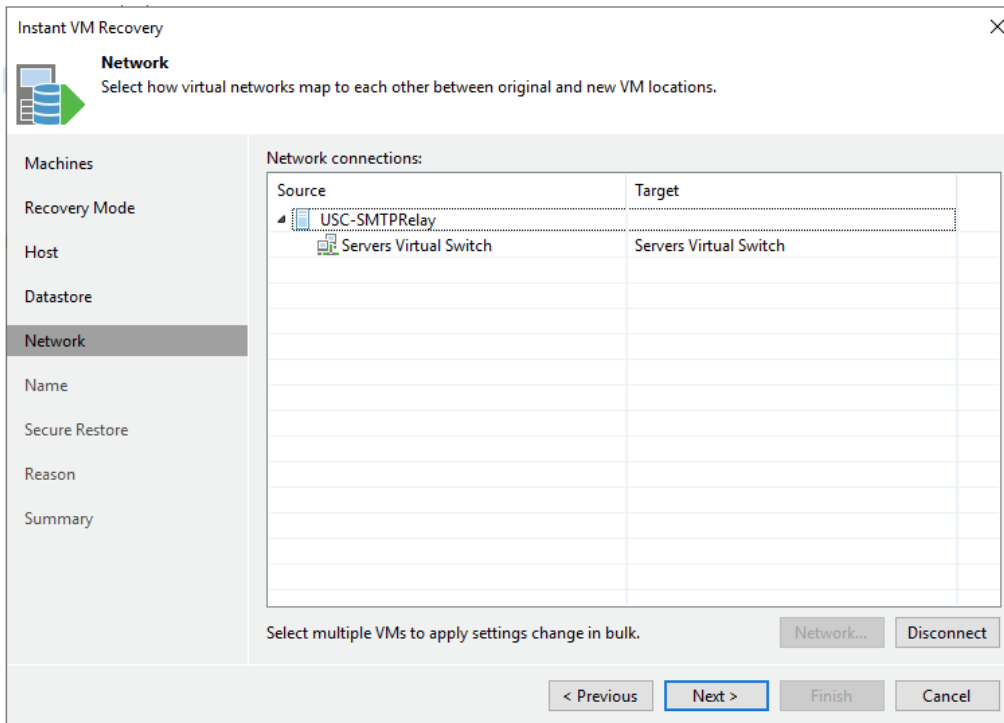 Instant VM Recovery
Network
Select how virtual networks map to each other between original and new VM locations.
Machines
Recovery Mode
Host
Datastore
Network
Name
Secure Restore
Reason
Summary
Network connections:
Source Target
USC-SMTPRelay
Servers Virtual Switch Servers Virtual Switch
Select multiple VMs to apply settings change in bulk.
Network... Disconnect
< Previous Next > Finish Cancel